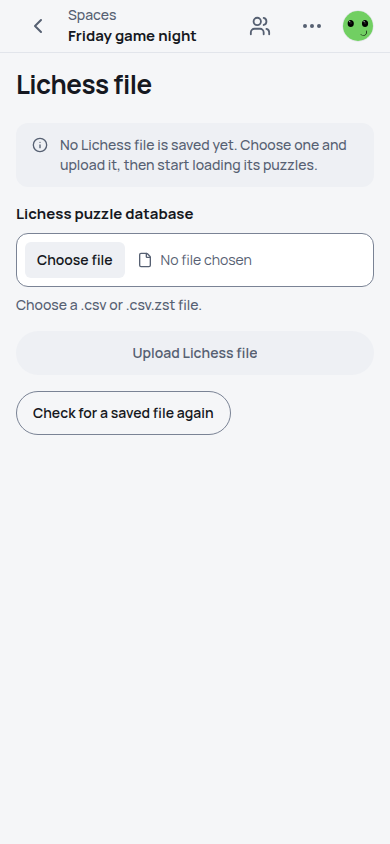 Spaces
Friday game night
Lichess file
No Lichess file is saved yet. Choose one and
upload it, then start loading its puzzles.
Lichess puzzle database
Choose file
No file chosen
Choose a .csv or .csv.zst file.
Upload Lichess file
Check for a saved file again